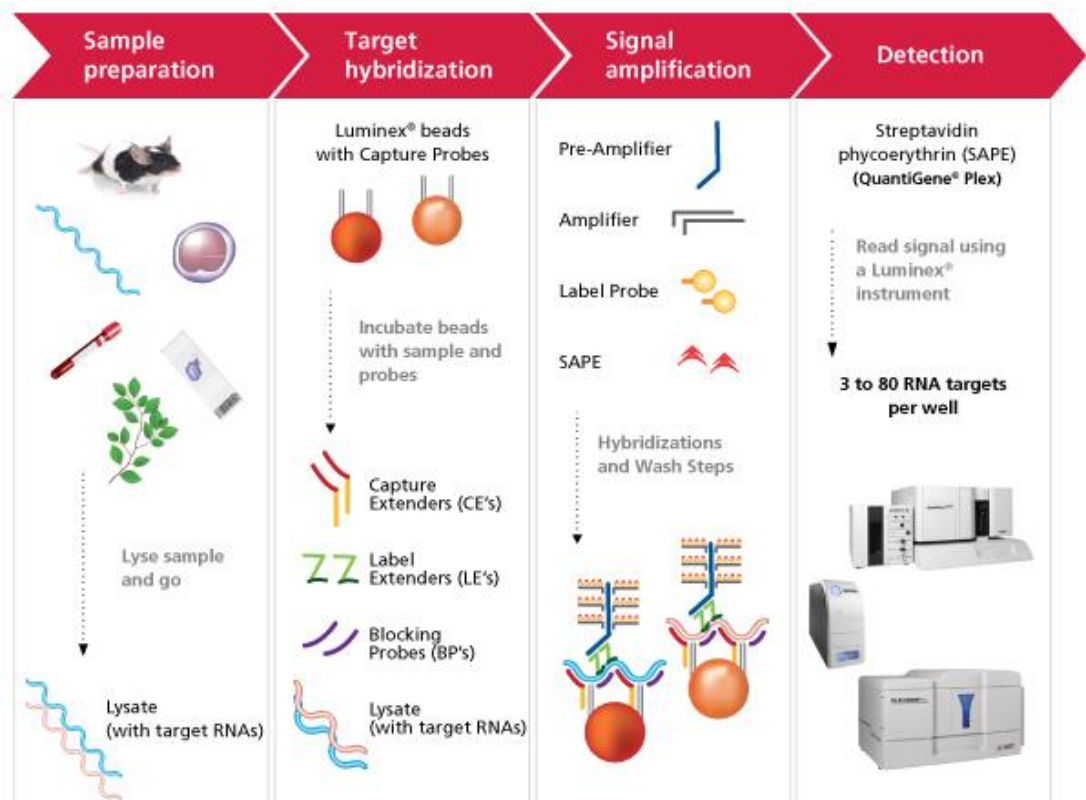 Sample
preparation
Target
hybridization
Signal
amplification
Detection
Lyse sample
and go
Lysate
(with target RNAs)
Luminex® beads
with Capture Probes
Incubate beads
with sample and
probes
Capture
Extenders (CE's)
Label
Extenders (LE's)
Blocking
Probes (BP's)
Lysate
(with target RNAs)
Pre-Amplifier
Amplifier
Label Probe
SAPE
Hybridizations
and Wash Steps
Streptavidin
phycoerythrin (SAPE)
(QuantiGene® Plex)
Read signal using
a Luminex®
instrument
3 to 80 RNA targets
per well